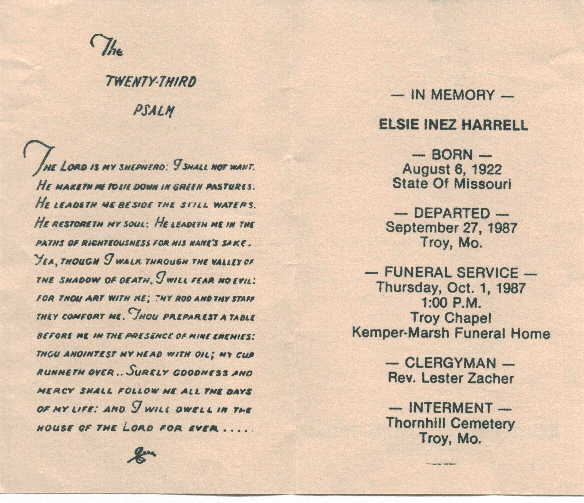 The
TWENTY-THIRD
PSALM
THE LORD IS MY SHEPHERD: I SHALL NOT WANT.
HE MAKETH ME TO LIE DOWN IN GREEN PASTURES.
HE LEADETH ME BESIDE THE STILL WATERS.
HE RESTORETH MY SOUL: HE LEADETH ME IN THE
PATHS OF RIGHTEOUSNESS FOR HIS NAME'S SAKE.
YEA, THOUGH I WALK THROUGH THE VALLEY OF
THE SHADOW OF DEATH, I WILL FEAR NO EVIL:
FOR THOU ART WITH ME; THY ROD AND THY STAFF
THEY COMFORT ME. THOU PREPAREST A TABLE
BEFORE ME IN THE PRESENCE OF MINE ENEMIES:
THOU ANOINTEST MY HEAD WITH OIL; MY CUP
RUNNETH OVER.. SURELY GOODNESS AND
MERCY SHALL FOLLOW ME ALL THE DAYS
OF MY LIFE: AND I WILL DWELL IN THE
HOUSE OF THE LORD FOR EVER ....
— IN MEMORY —
ELSIE INEZ HARRELL
— BORN —
August 6, 1922
State Of Missouri
— DEPARTED —
September 27, 1987
Troy, Mo.
— FUNERAL SERVICE —
Thursday, Oct. 1, 1987
1:00 P.M.
Troy Chapel
Kemper-Marsh Funeral Home
— CLERGYMAN —
Rev. Lester Zacher
— INTERMENT —
Thornhill Cemetery
Troy, Mo.